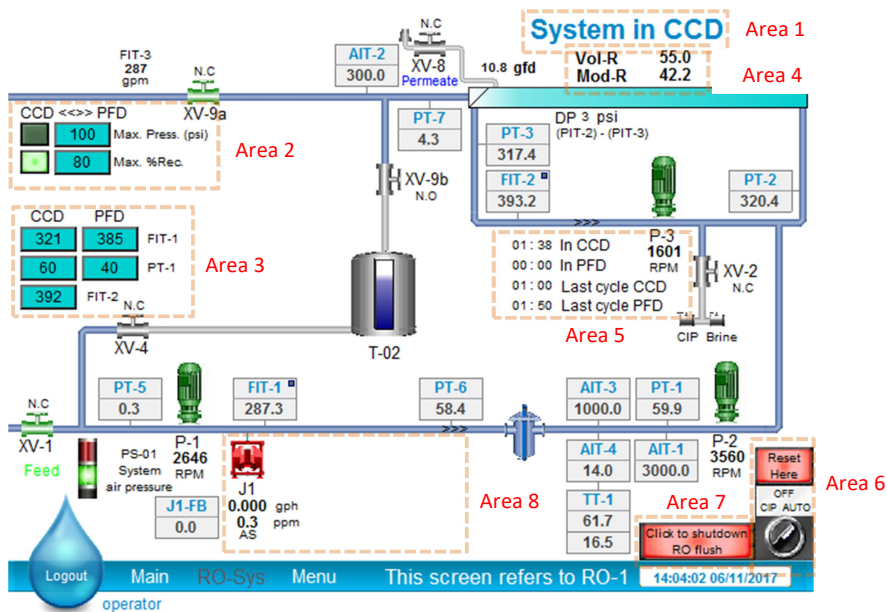 System in CCD
Area 1
N.C
FIT-3
287
gpm
N.C
XV-9a
AIT-2
300.0
XV-8
Permeate
10.8 gfd
Vol-R 55.0
Mod-R 42.2
Area 4
CCD <<>> PFD
100 Max. Press. (psi)
80 Max. %Rec.
Area 2
PT-7
4.3
DP 3 psi
(PIT-2) - (PIT-3)
PT-3
317.4
FIT-2
393.2
PT-2
320.4
XV-9b
N.O
>>>
P-3
1601
RPM
CCD PFD
321 385 FIT-1
60 40 PT-1
392 FIT-2
Area 3
01:38 In CCD
00:00 In PFD
01:00 Last cycle CCD
01:50 Last cycle PFD
Area 5
XV-2
N.C
CIP Brine
N.C
XV-4
T-02
PT-5
0.3
FIT-1
287.3
PT-6
58.4
>>>
AIT-3
1000.0
PT-1
59.9
N.C
XV-1
Feed
PS-01
System
air pressure
P-1
2646
RPM
J1
0.000 gph
0.3 ppm
AS
J1-FB
0.0
Area 8
AIT-4
14.0
AIT-1
3000.0
TT-1
61.7
16.5
P-2
3560
RPM
Reset
Here
OFF
CIP AUTO
Area 6
Area 7
Click to shutdown
RO flush
Logout
Main RO-Sys Menu This screen refers to RO-1 14:04:02 06/11/2017
operator